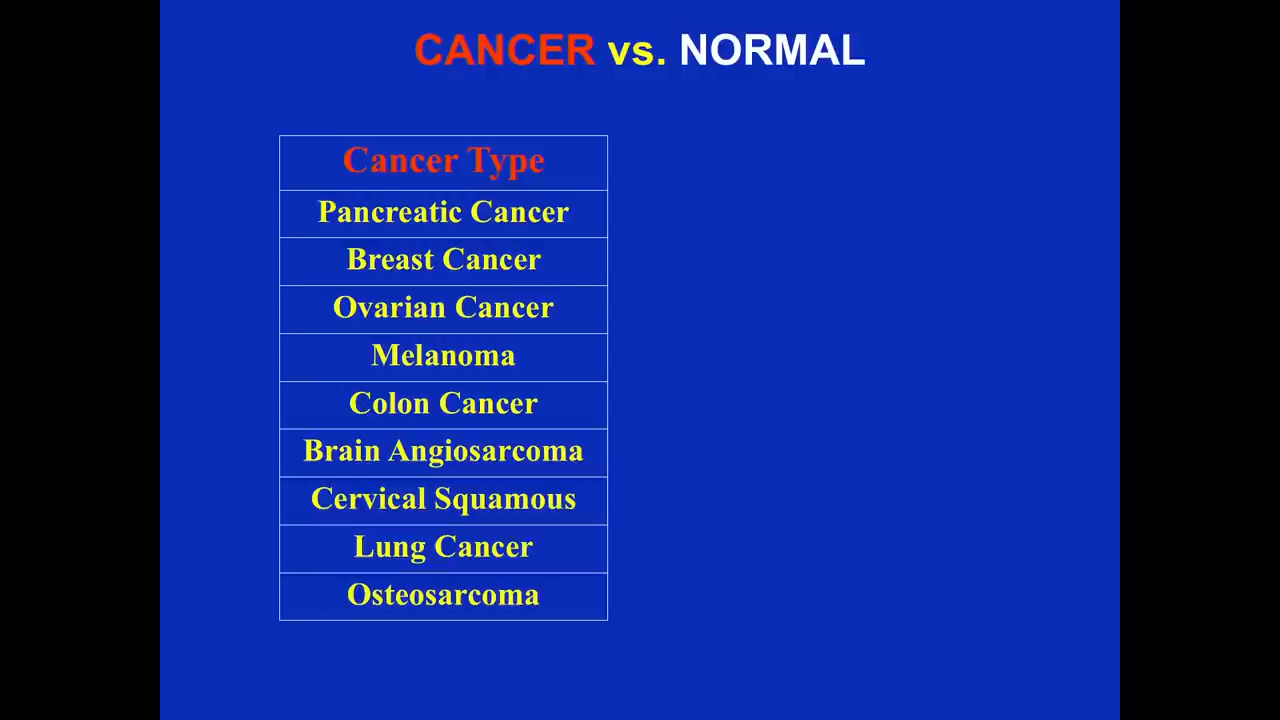 CANCER vs. NORMAL
Cancer Type
Pancreatic Cancer
Breast Cancer
Ovarian Cancer
Melanoma
Colon Cancer
Brain Angiosarcoma
Cervical Squamous
Lung Cancer
Osteosarcoma